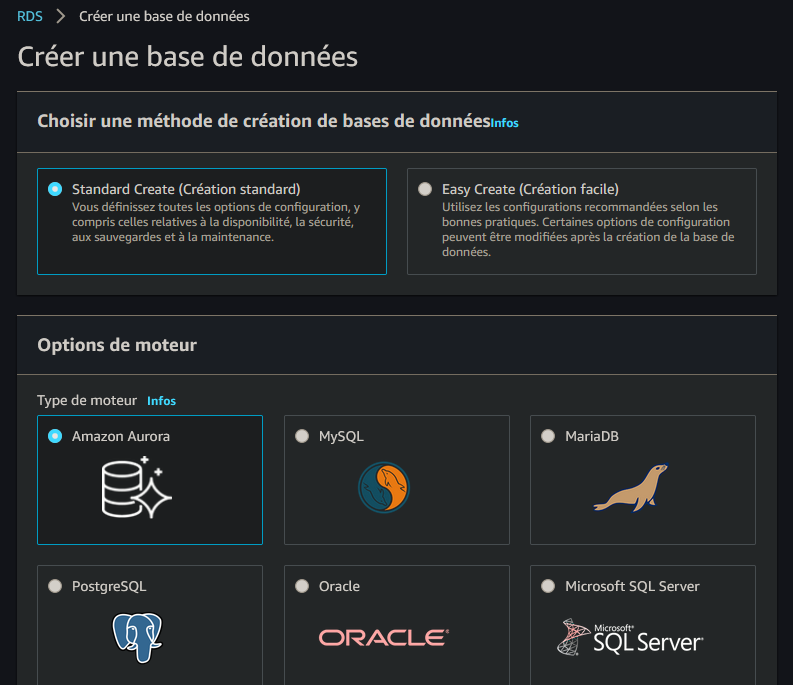 RDS > Créer une base de données
Créer une base de données
Choisir une méthode de création de bases de données Infos
Standard Create (Création standard)
Vous définissez toutes les options de configuration, y
compris celles relatives à la disponibilité, la sécurité,
aux sauvegardes et à la maintenance.
Easy Create (Création facile)
Utilisez les configurations recommandées selon les
bonnes pratiques. Certaines options de configuration
peuvent être modifiées après la création de la base de
données.
Options de moteur
Type de moteur Infos
Amazon Aurora
MySQL
MariaDB
PostgreSQL
Oracle
ORACLE®
Microsoft SQL Server
Microsoft®
SQL Server®